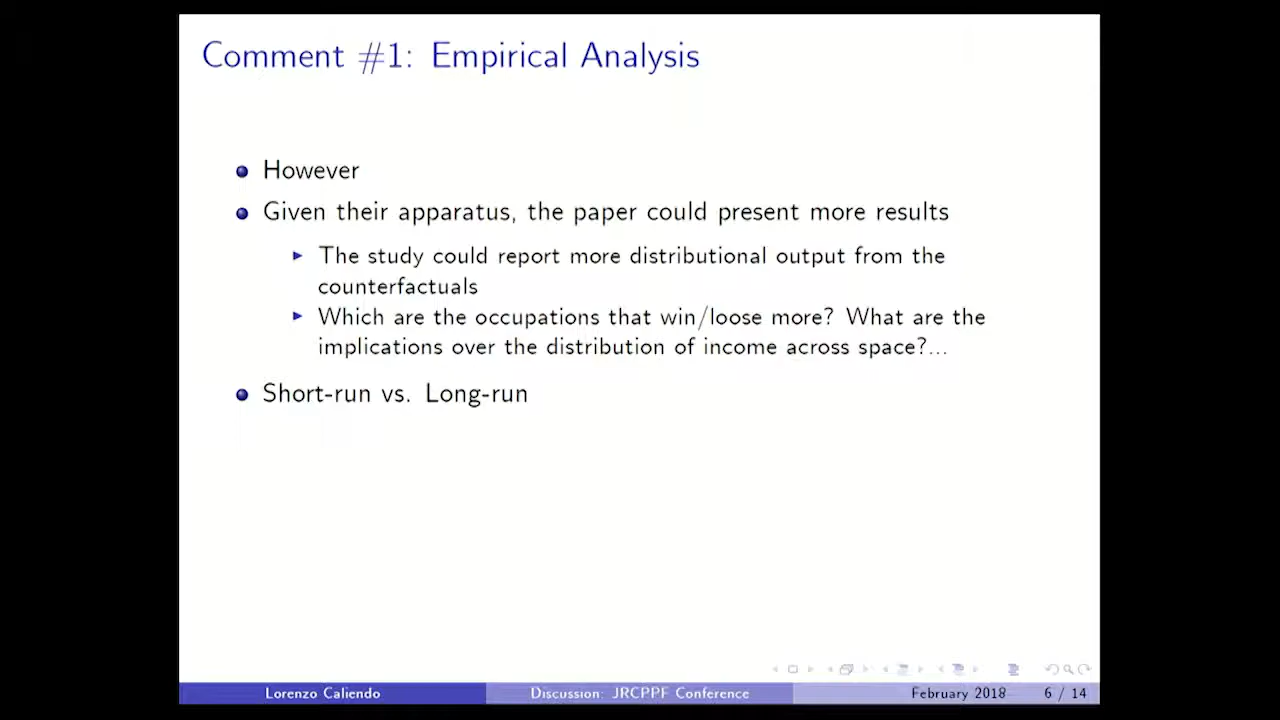 Comment #1: Empirical Analysis
However
Given their apparatus, the paper could present more results
The study could report more distributional output from the
counterfactuals
Which are the occupations that win/loose more? What are the
implications over the distribution of income across space?...
Short-run vs. Long-run
Lorenzo Caliendo
Discussion: JRCPPF Conference
February 2018
6 / 14